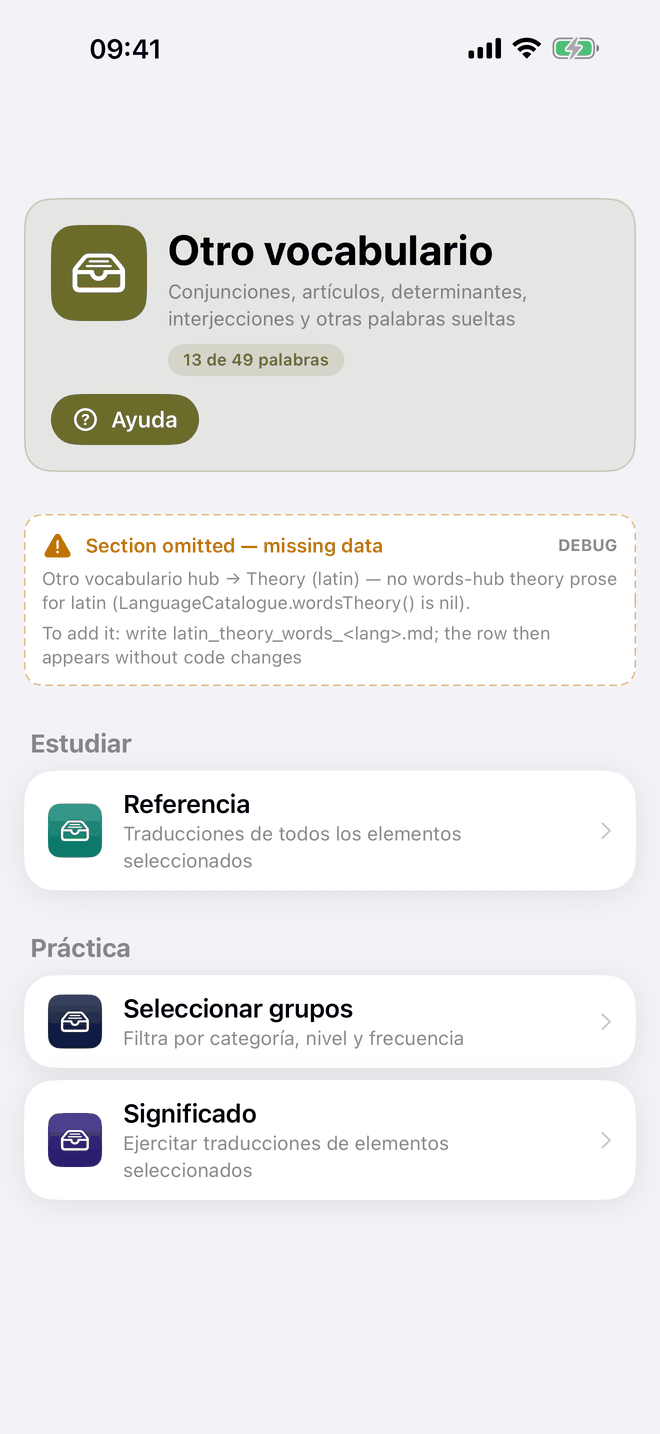 09:41
Otro vocabulario
Conjunciones, artículos, determinantes,
interjecciones y otras palabras sueltas
13 de 49 palabras
Ayuda
Section omitted — missing data
DEBUG
Otro vocabulario hub → Theory (latin) — no words-hub theory prose
for latin (LanguageCatalogue.wordsTheory() is nil).
To add it: write latin_theory_words_<lang>.md; the row then
appears without code changes
Estudiar
Referencia
Traducciones de todos los elementos
seleccionados
Práctica
Seleccionar grupos
Filtra por categoría, nivel y frecuencia
Significado
Ejercitar traducciones de elementos
seleccionados